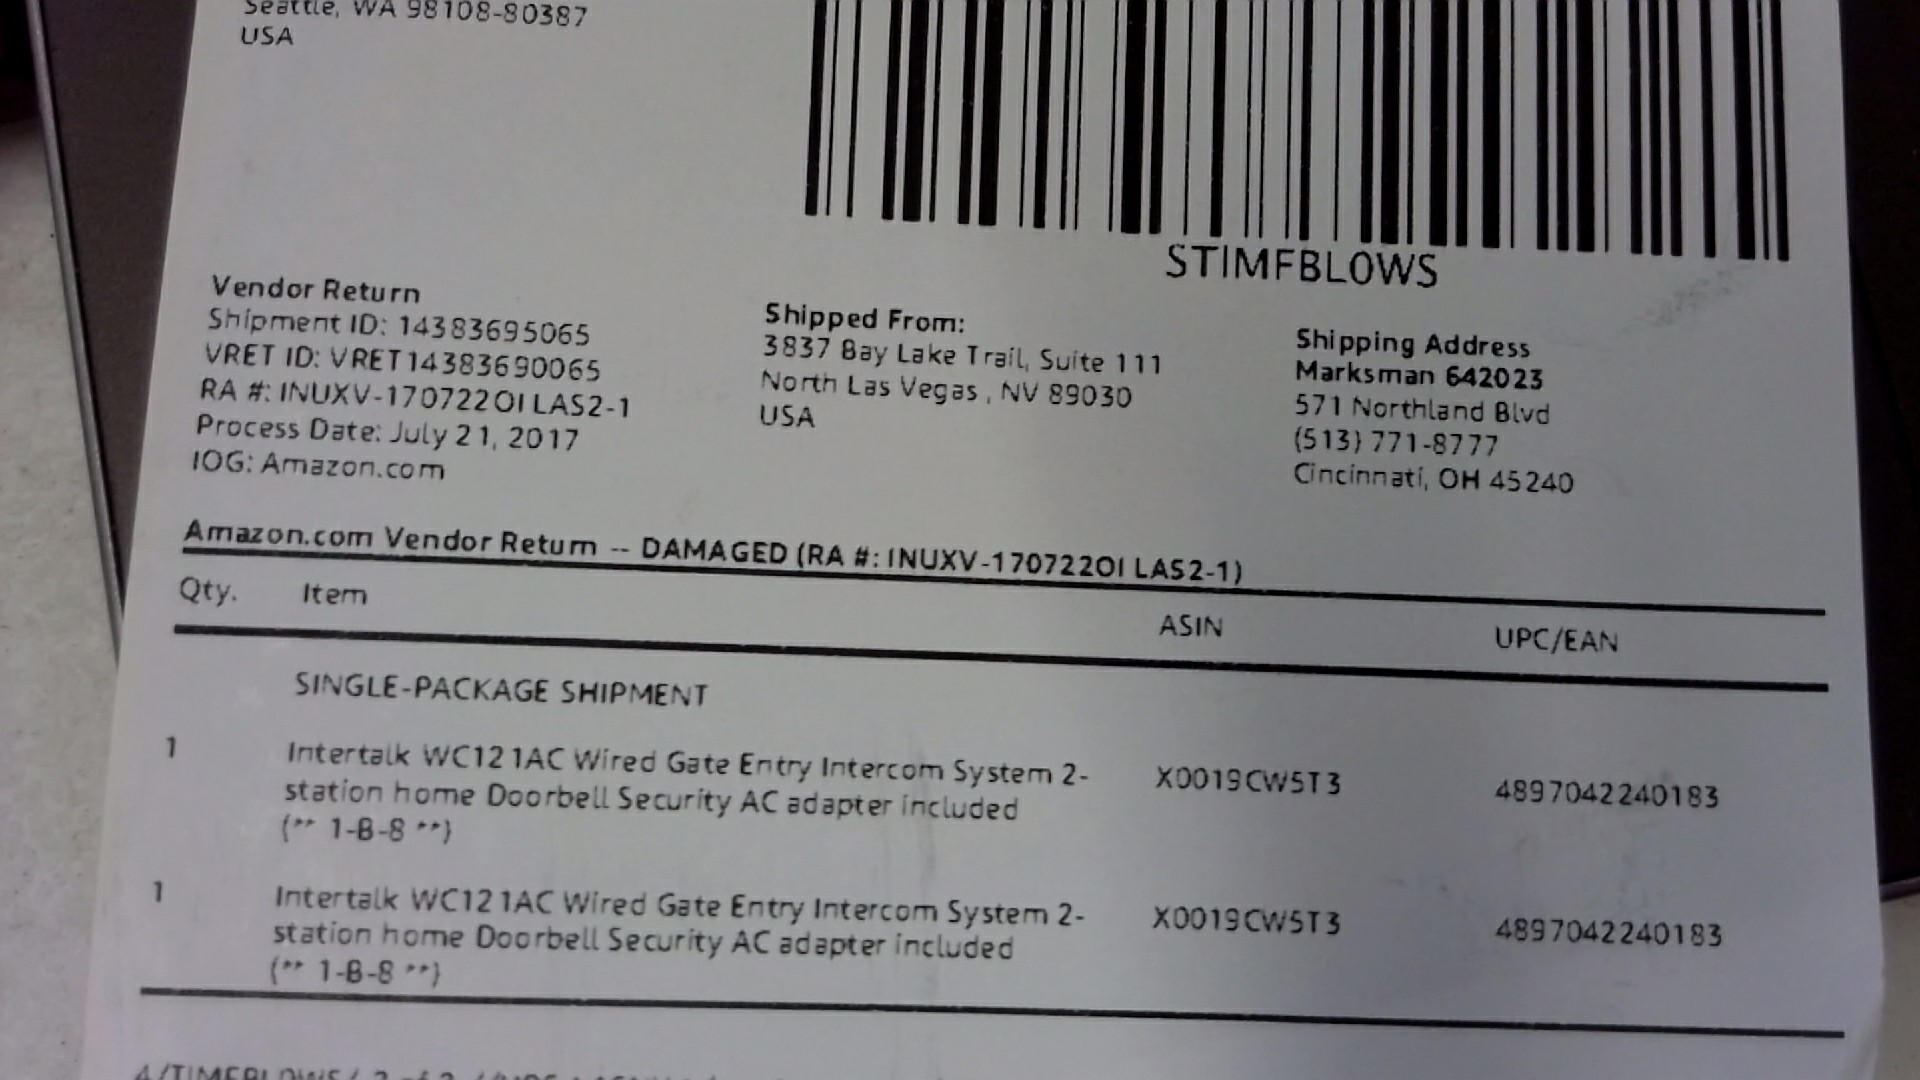 Seattle, WA 98108-80387
USA
STIMFBLOWS
Vendor Return
Shipment ID: 14383695065
VRET ID: VRET14383690065
RA #: INUXV-170722OI LAS2-1
Process Date: July 21, 2017
IOG: Amazon.com
Shipped From:
3837 Bay Lake Trail, Suite 111
North Las Vegas, NV 89030
USA
Shipping Address
Marksman 642023
571 Northland Blvd
(513) 771-8777
Cincinnati, OH 45240
Amazon.com Vendor Return -- DAMAGED (RA #: INUXV-170722OI LAS2-1)
Qty. Item ASIN UPC/EAN
SINGLE-PACKAGE SHIPMENT
1 Intertalk WC121AC Wired Gate Entry Intercom System 2- X0019CW5T3 4897042240183
station home Doorbell Security AC adapter included
(** 1-B-8 **)
1 Intertalk WC121AC Wired Gate Entry Intercom System 2- X0019CW5T3 4897042240183
station home Doorbell Security AC adapter included
(** 1-B-8 **)